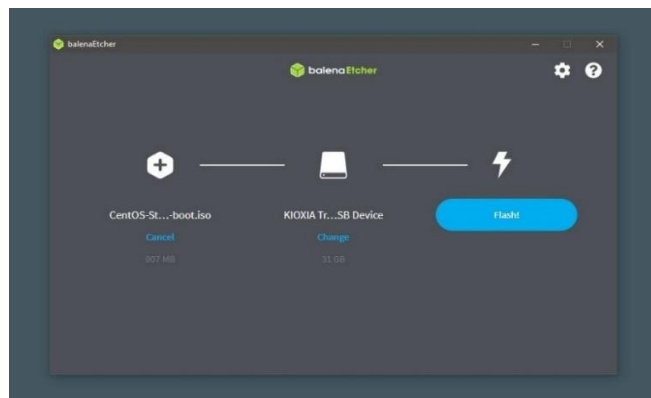 balenaEtcher
balenaEtcher
CentOS-St...-boot.iso
KIOXIA Tr...SB Device
Flash!
Cancel
Change
907 MB
31 GB